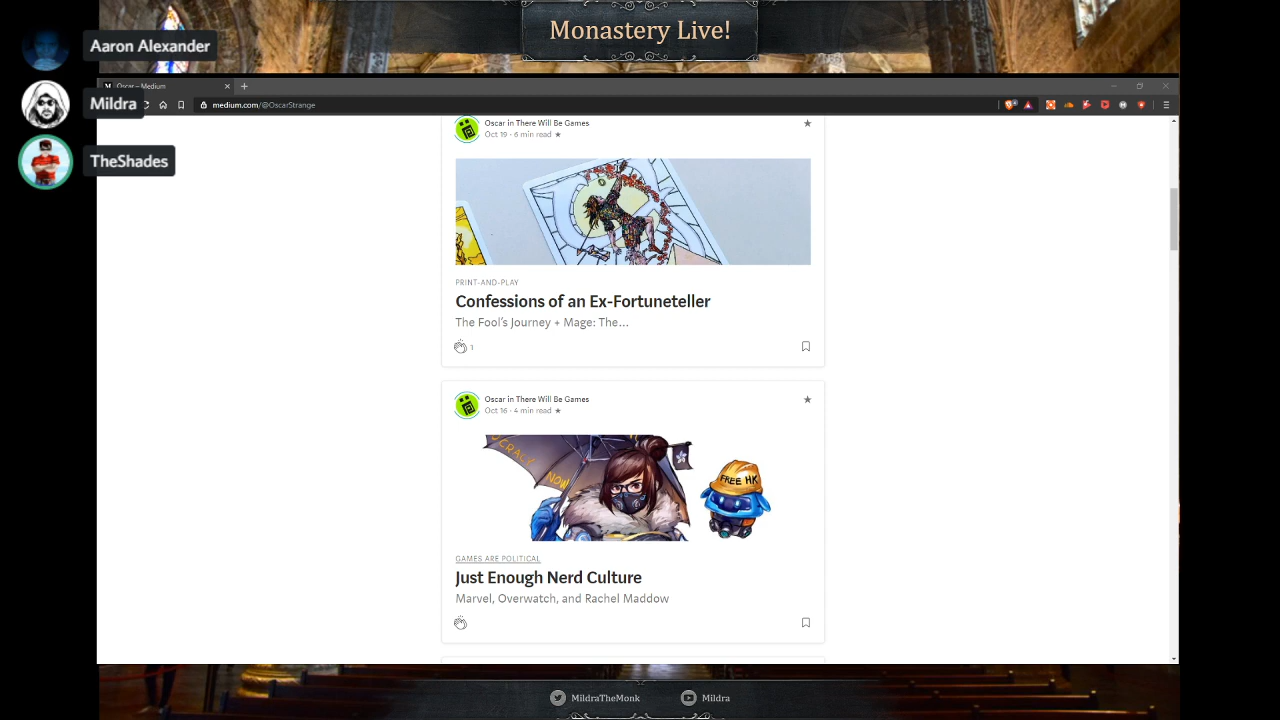 Monastery Live!
Aaron Alexander
Mildra
TheShades
Oscar – Medium
medium.com/@OscarStrange
Oscar in There Will Be Games
Oct 19 · 6 min read ★
PRINT-AND-PLAY
Confessions of an Ex-Fortuneteller
The Fool’s Journey + Mage: The…
1
Oscar in There Will Be Games
Oct 16 · 4 min read ★
NOW
FREE HK
GAMES ARE POLITICAL
Just Enough Nerd Culture
Marvel, Overwatch, and Rachel Maddow
MildraTheMonk
Mildra